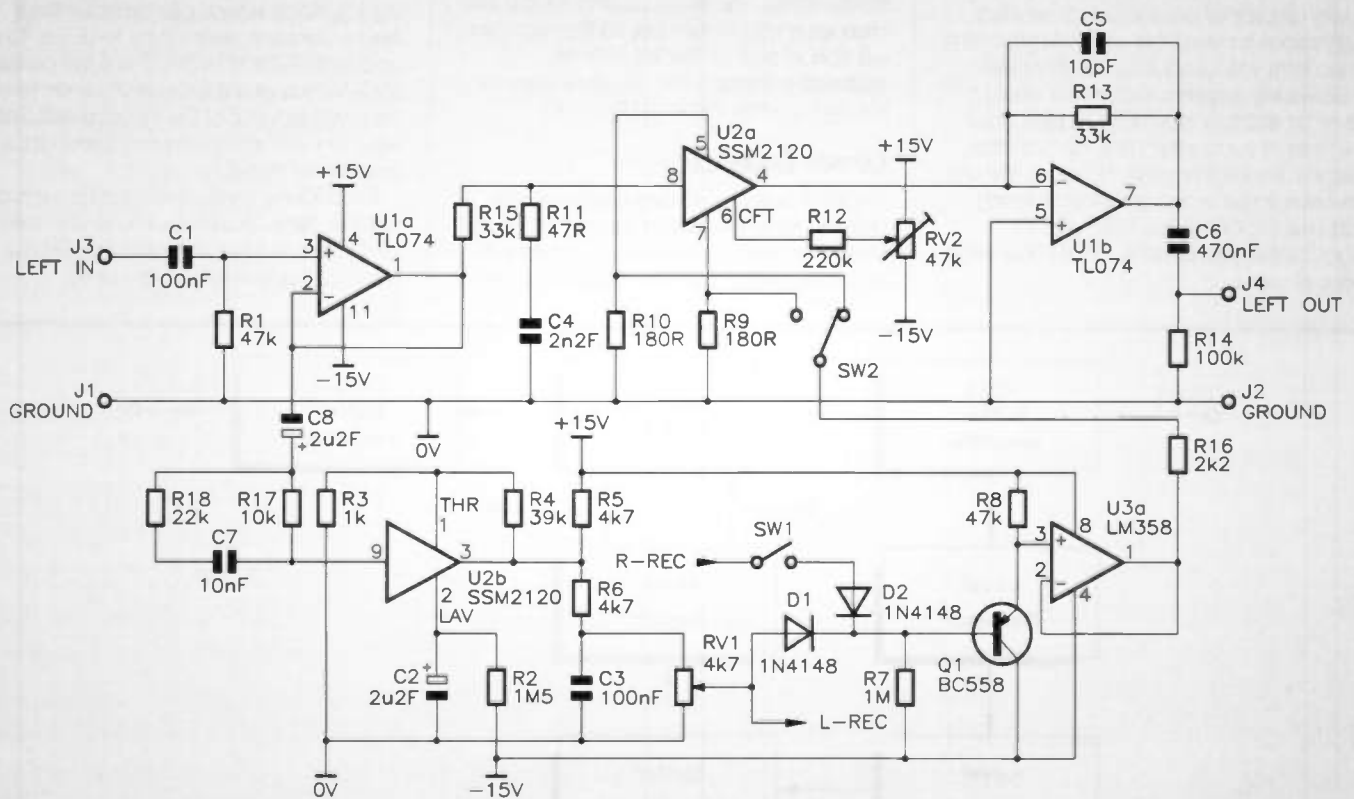 C5
10pF
R13
33k
U2a
SSM2120
+15V
+15V
5
8
4
6
CFT
7
R12
220k
RV2
47k
-15V
6
-
5
+
7
U1b
TL074
C6
470nF
J4
LEFT OUT
R14
100k
J2
GROUND
J3
LEFT IN
C1
100nF
R1
47k
3
+
2
-
4
U1a
TL074
1
11
-15V
R15
33k
R11
47R
C4
2n2F
R10
180R
R9
180R
SW2
J1
GROUND
0V
C8
2u2F
+
+15V
R16
2k2
R18
22k
R17
10k
C7
10nF
R3
1k
THR
1
9
3
U2b
SSM2120
2
LAV
R4
39k
R5
4k7
R6
4k7
R-REC
SW1
D2
1N4148
D1
1N4148
R8
47k
3
+
2
-
8
U3a
LM358
1
4
C2
2u2F
+
R2
1M5
C3
100nF
RV1
4k7
L-REC
R7
1M
Q1
BC558
0V
-15V